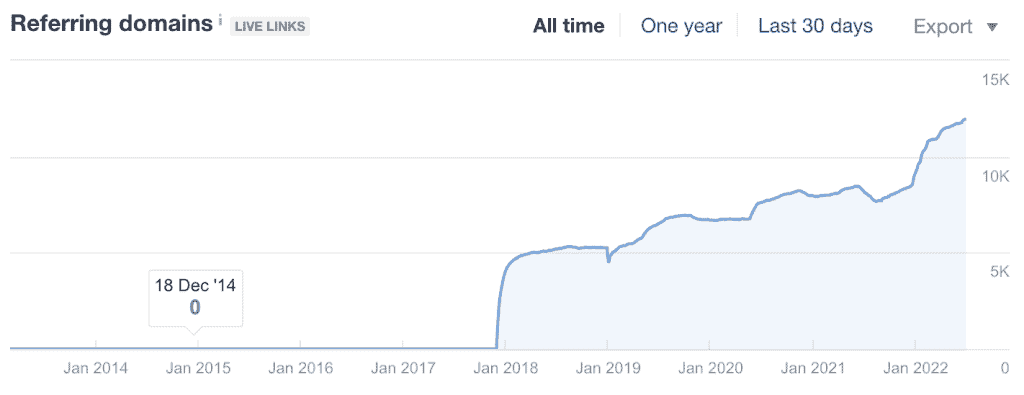 Referring domains i LIVE LINKS All time One year Last 30 days Export
15K
10K
5K
18 Dec '14
0
Jan 2014 Jan 2015 Jan 2016 Jan 2017 Jan 2018 Jan 2019 Jan 2020 Jan 2021 Jan 2022 0